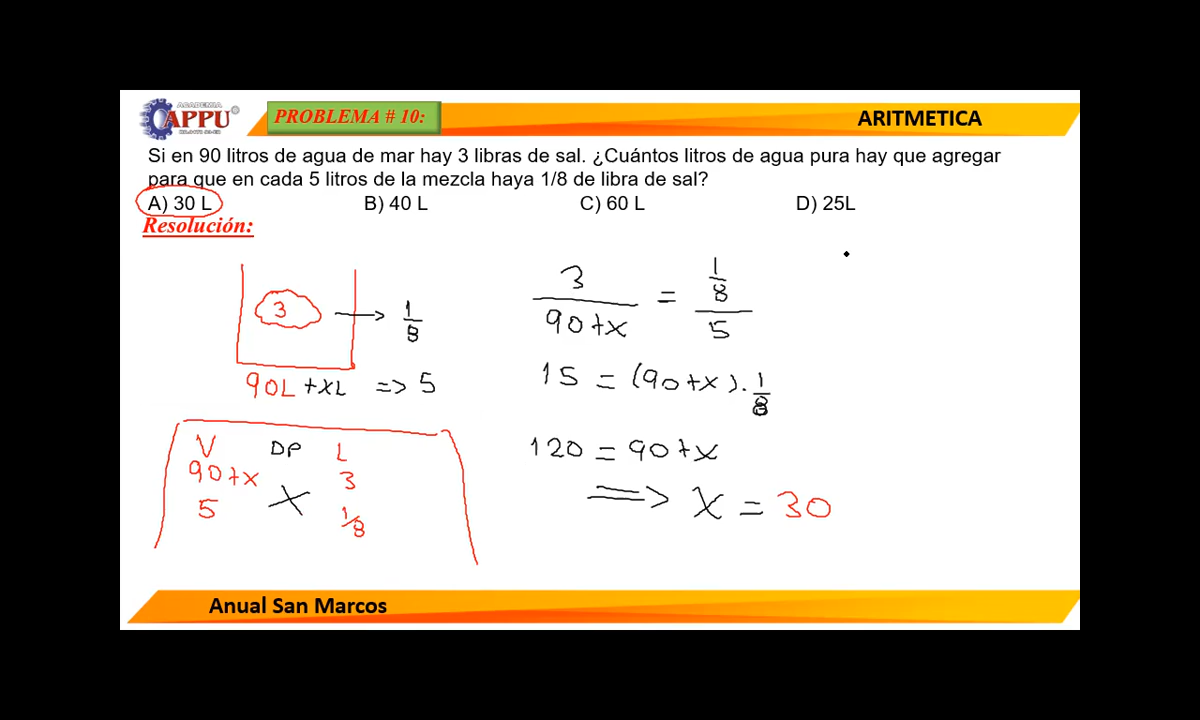 ACADEMIA
APPU
PROBLEMA # 10:
ARITMETICA
Si en 90 litros de agua de mar hay 3 libras de sal. ¿Cuántos litros de agua pura hay que agregar
para que en cada 5 litros de la mezcla haya 1/8 de libra de sal?
A) 30 L B) 40 L C) 60 L D) 25L
Resolución:
3 → 1/8
90L + xL => 5
V DP L
90+x 3
5 1/8
3/(90+x) = (1/8)/5
15 = (90+x) . 1/8
120 = 90+x
=> x = 30
Anual San Marcos